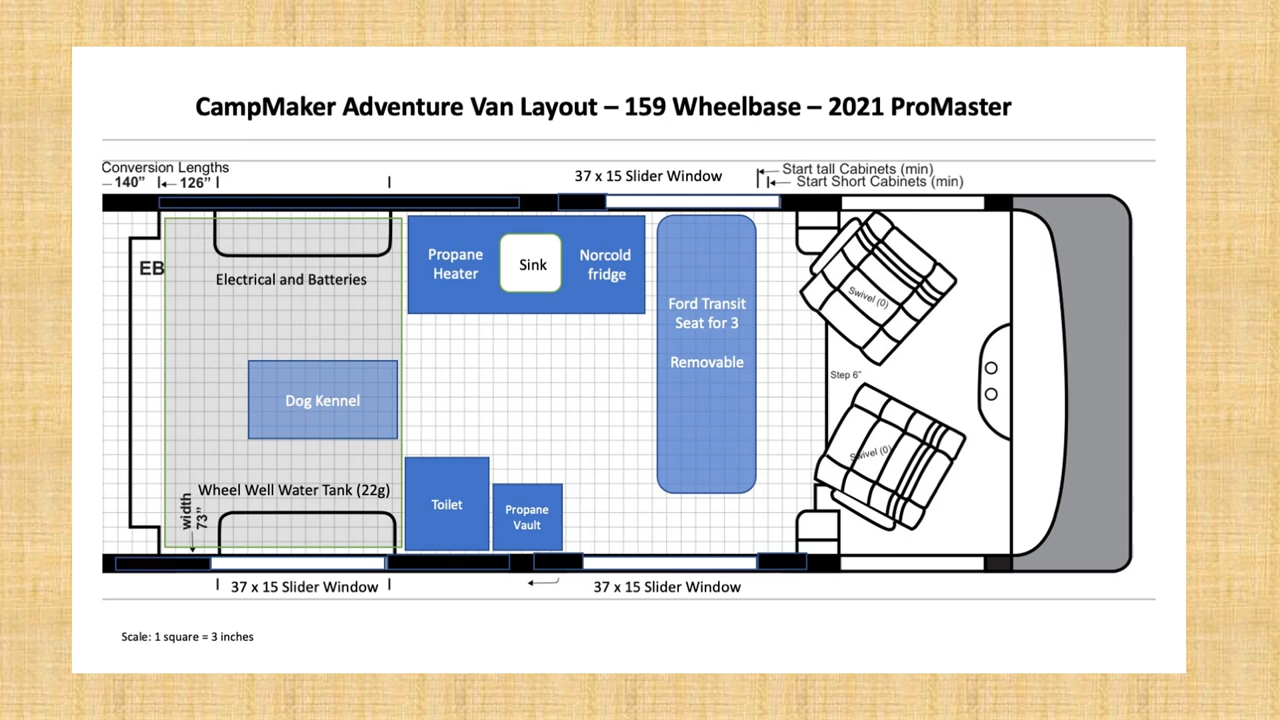 CampMaker Adventure Van Layout – 159 Wheelbase – 2021 ProMaster
Conversion Lengths
140” 126”
37 x 15 Slider Window
Start tall Cabinets (min)
Start Short Cabinets (min)
EB
Electrical and Batteries
Propane
Heater
Sink
Norcold
fridge
Ford Transit
Seat for 3
Removable
Swivel (0)
Step 6”
Dog Kennel
Swivel (0)
Wheel Well Water Tank (22g)
width
73”
Toilet
Propane
Vault
37 x 15 Slider Window
37 x 15 Slider Window
Scale: 1 square = 3 inches